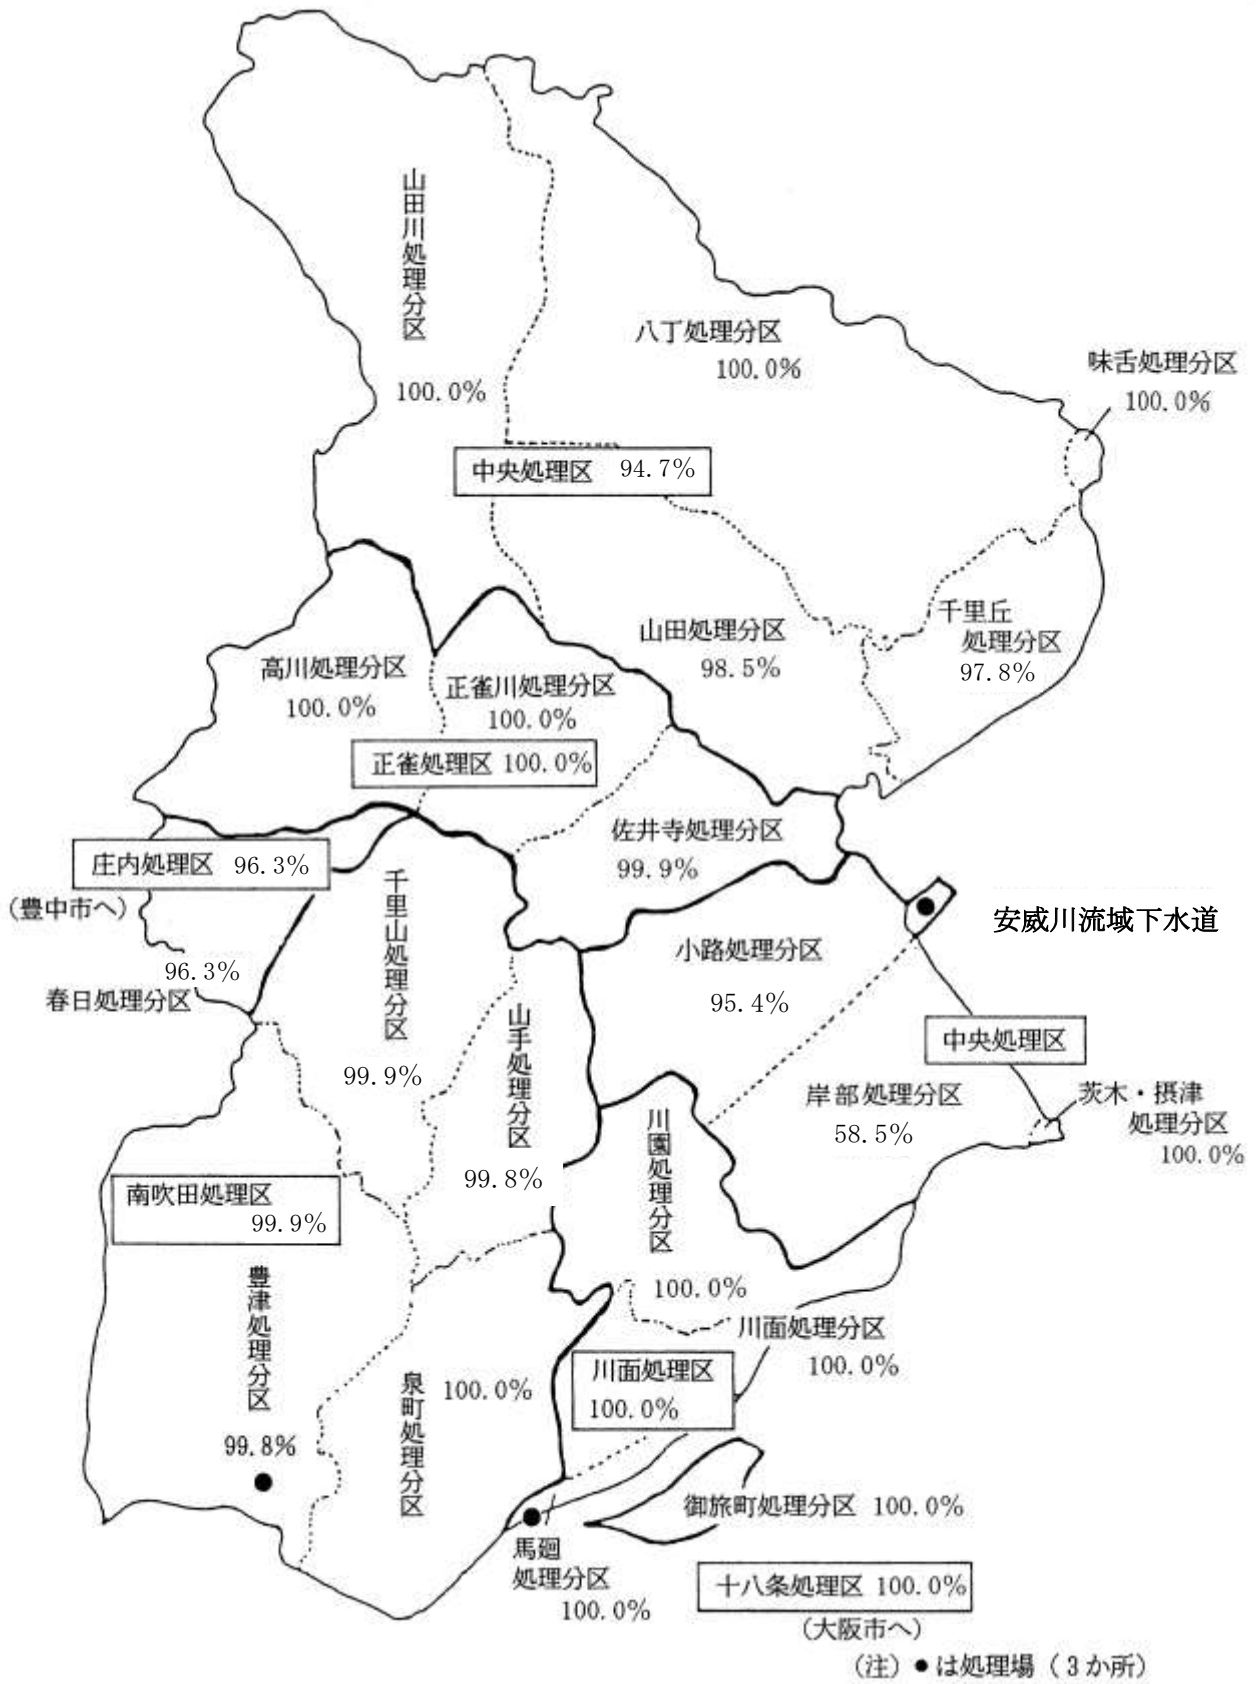 山田川処理分区
100.0%
八丁処理分区
100.0%
味舌処理分区
100.0%
中央処理区 94.7%
千里丘
処理分区
97.8%
山田処理分区
98.5%
高川処理分区
100.0%
正雀川処理分区
100.0%
正雀処理区 100.0%
佐井寺処理分区
99.9%
庄内処理区 96.3%
(豊中市へ)
96.3%
春日処理分区
千里山処理分区
99.9%
安威川流域下水道
小路処理分区
95.4%
山手処理分区
99.8%
中央処理区
岸部処理分区
58.5%
茨木・摂津
処理分区
100.0%
川園処理分区
100.0%
南吹田処理区
99.9%
豊津処理分区
99.8%
川面処理分区
100.0%
川面処理区
100.0%
泉町処理分区
100.0%
御旅町処理分区 100.0%
馬廻
処理分区
100.0%
十八条処理区 100.0%
(大阪市へ)
(注) ●は処理場（3か所）